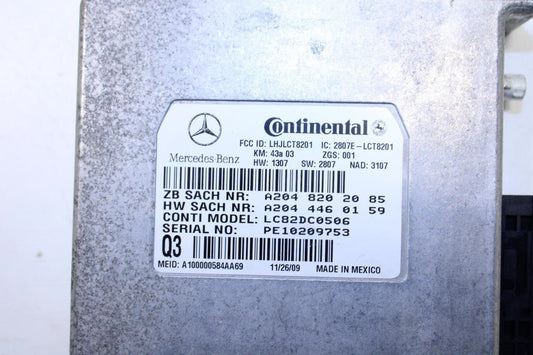 Continental
Mercedes-Benz
FCC ID: LHJLCT8201 IC: 2807E-LCT8201
KM: 43a 03 ZGS: 001
HW: 1307 SW: 2807 NAD: 3107
ZB SACH NR: A204 820 20 85
HW SACH NR: A204 446 01 59
CONTI MODEL: LC82DC0506
SERIAL NO: PE10209753
Q3
MEID: A100000584AA69 11/26/09 MADE IN MEXICO